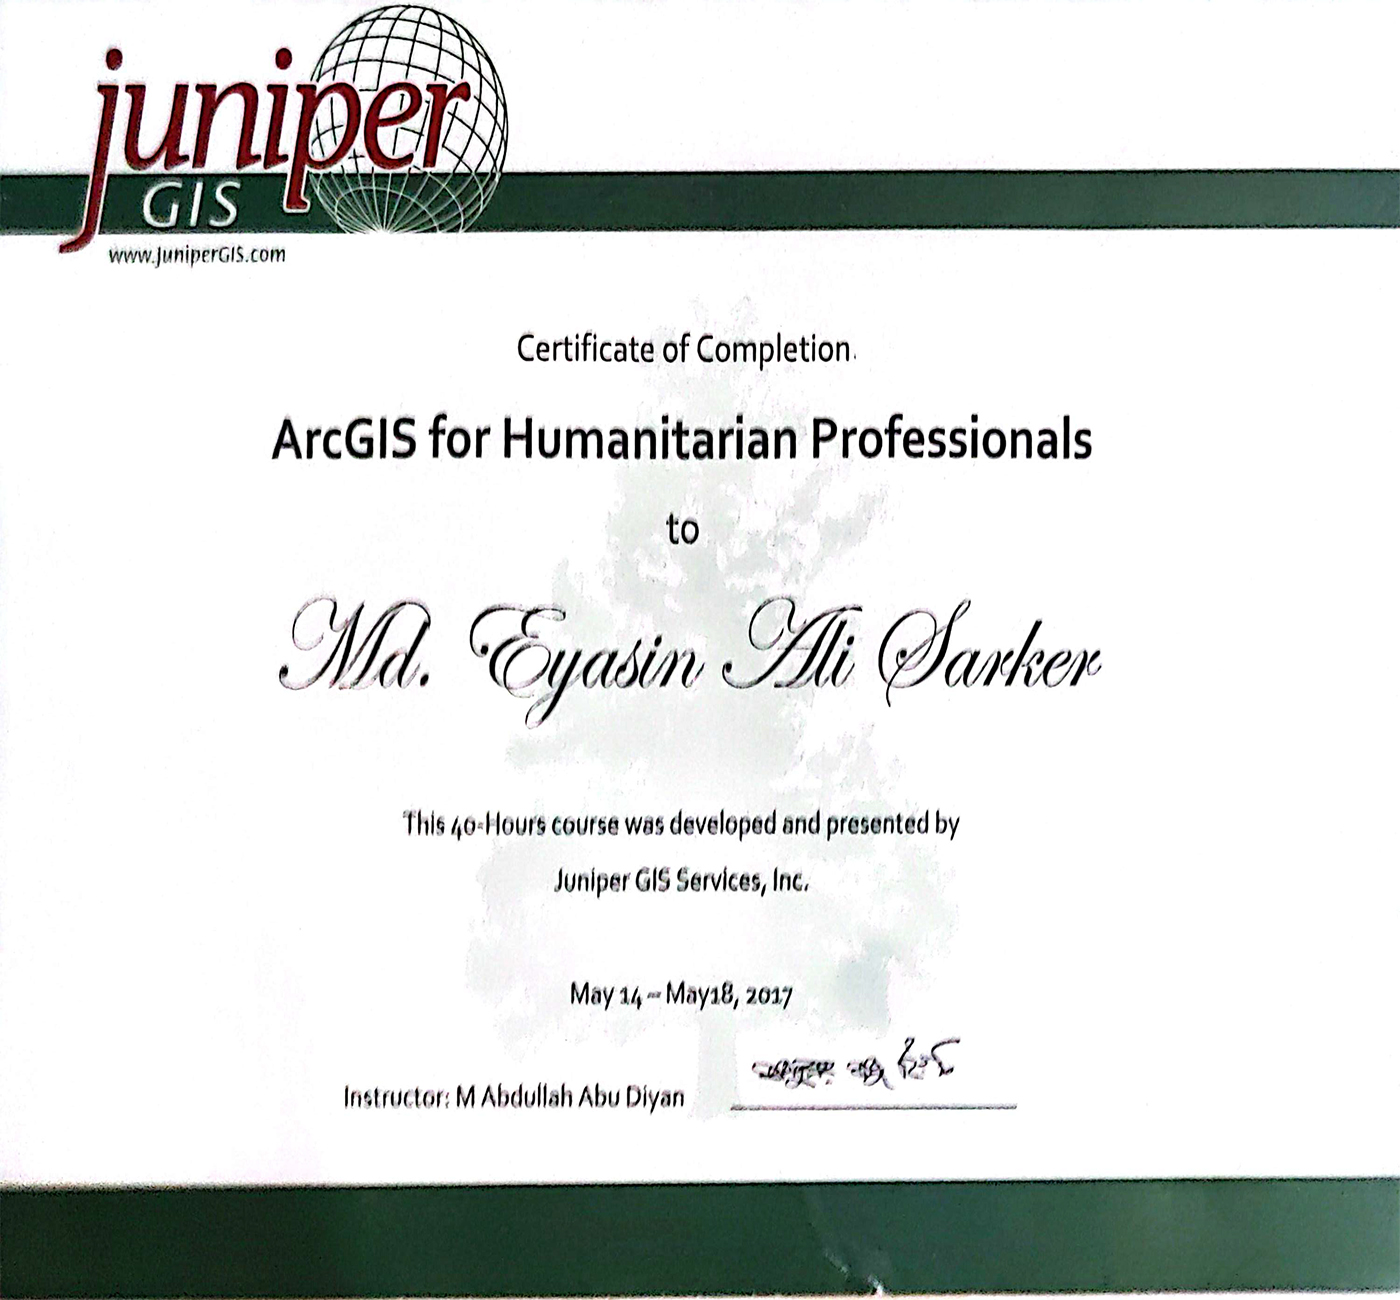 juniper
GIS
www.JuniperGIS.com
Certificate of Completion
ArcGIS for Humanitarian Professionals
to
Md. Eyasin Ali Sarker
This 40-Hours course was developed and presented by
Juniper GIS Services, Inc.
May 14 – May18, 2017
Instructor: M Abdullah Abu Diyan